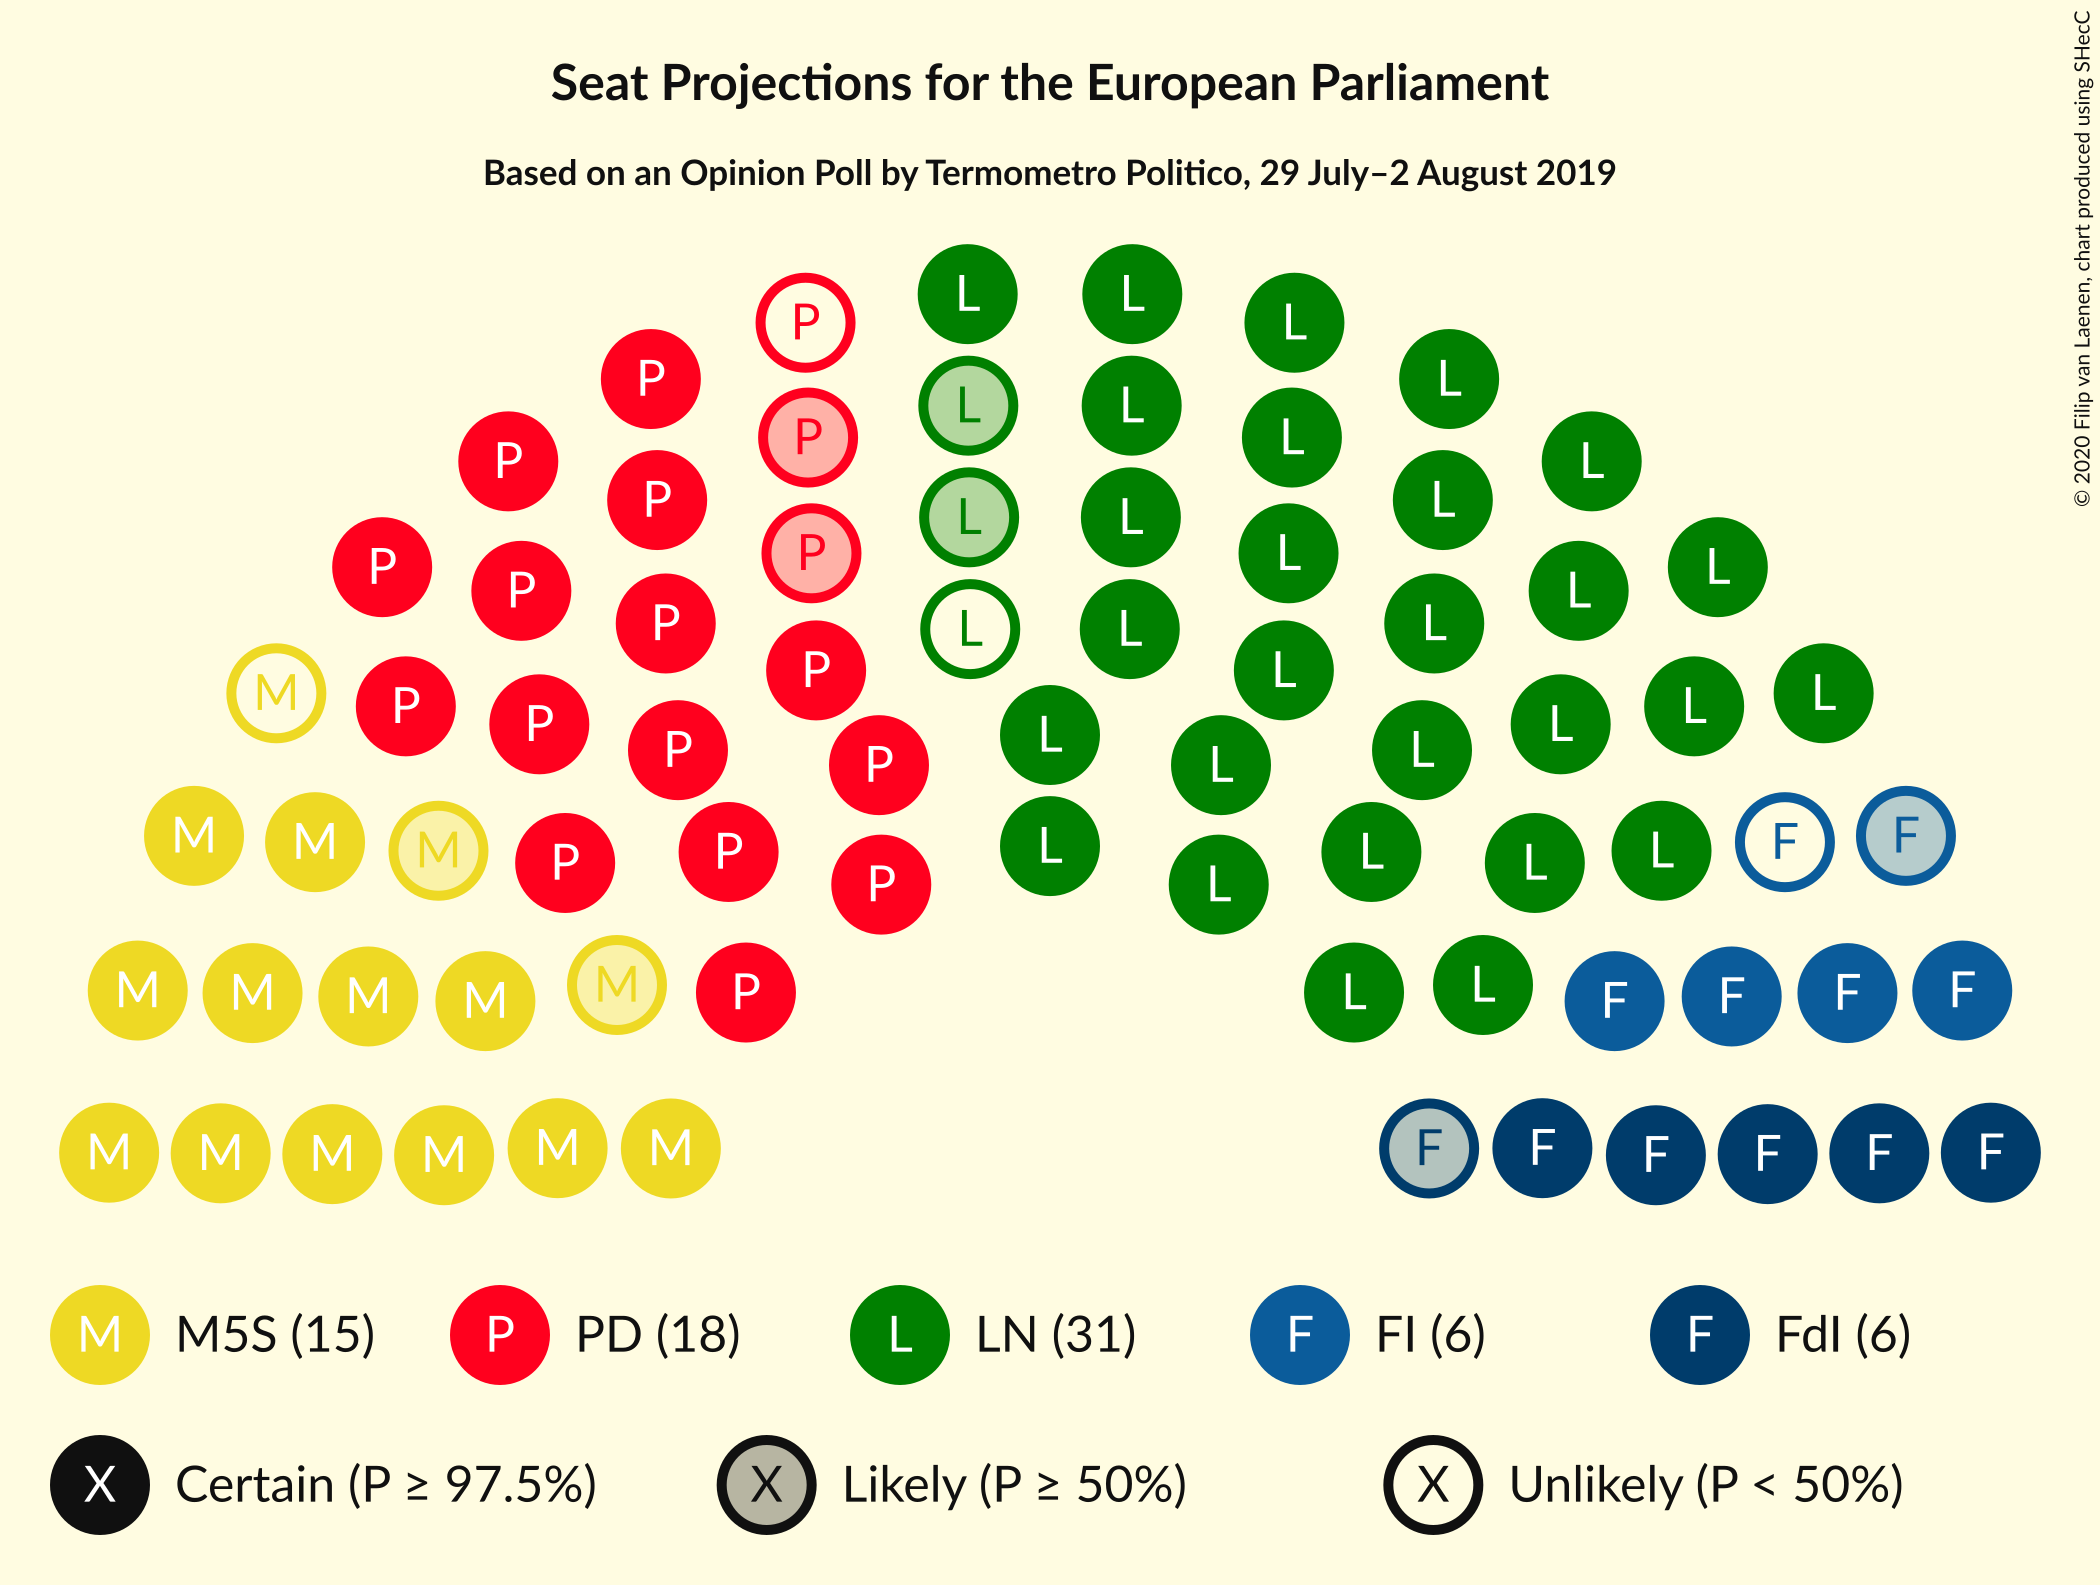 Seat Projections for the European Parliament
Based on an Opinion Poll by Termometro Politico, 29 July–2 August 2019
© 2020 Filip van Laenen, chart produced using SHecC
P L L L
P L L L
P P L L
P L L L
P P L L
P P L L L L
M P P L L L
P P P L L L L
M M M P P P L L L L L F F
M M M M M P L L F F F F
M M M M M M F F F F F F
M M5S (15) P PD (18) L LN (31) F FI (6) F FdI (6)
X Certain (P ≥ 97.5%) X Likely (P ≥ 50%) X Unlikely (P < 50%)